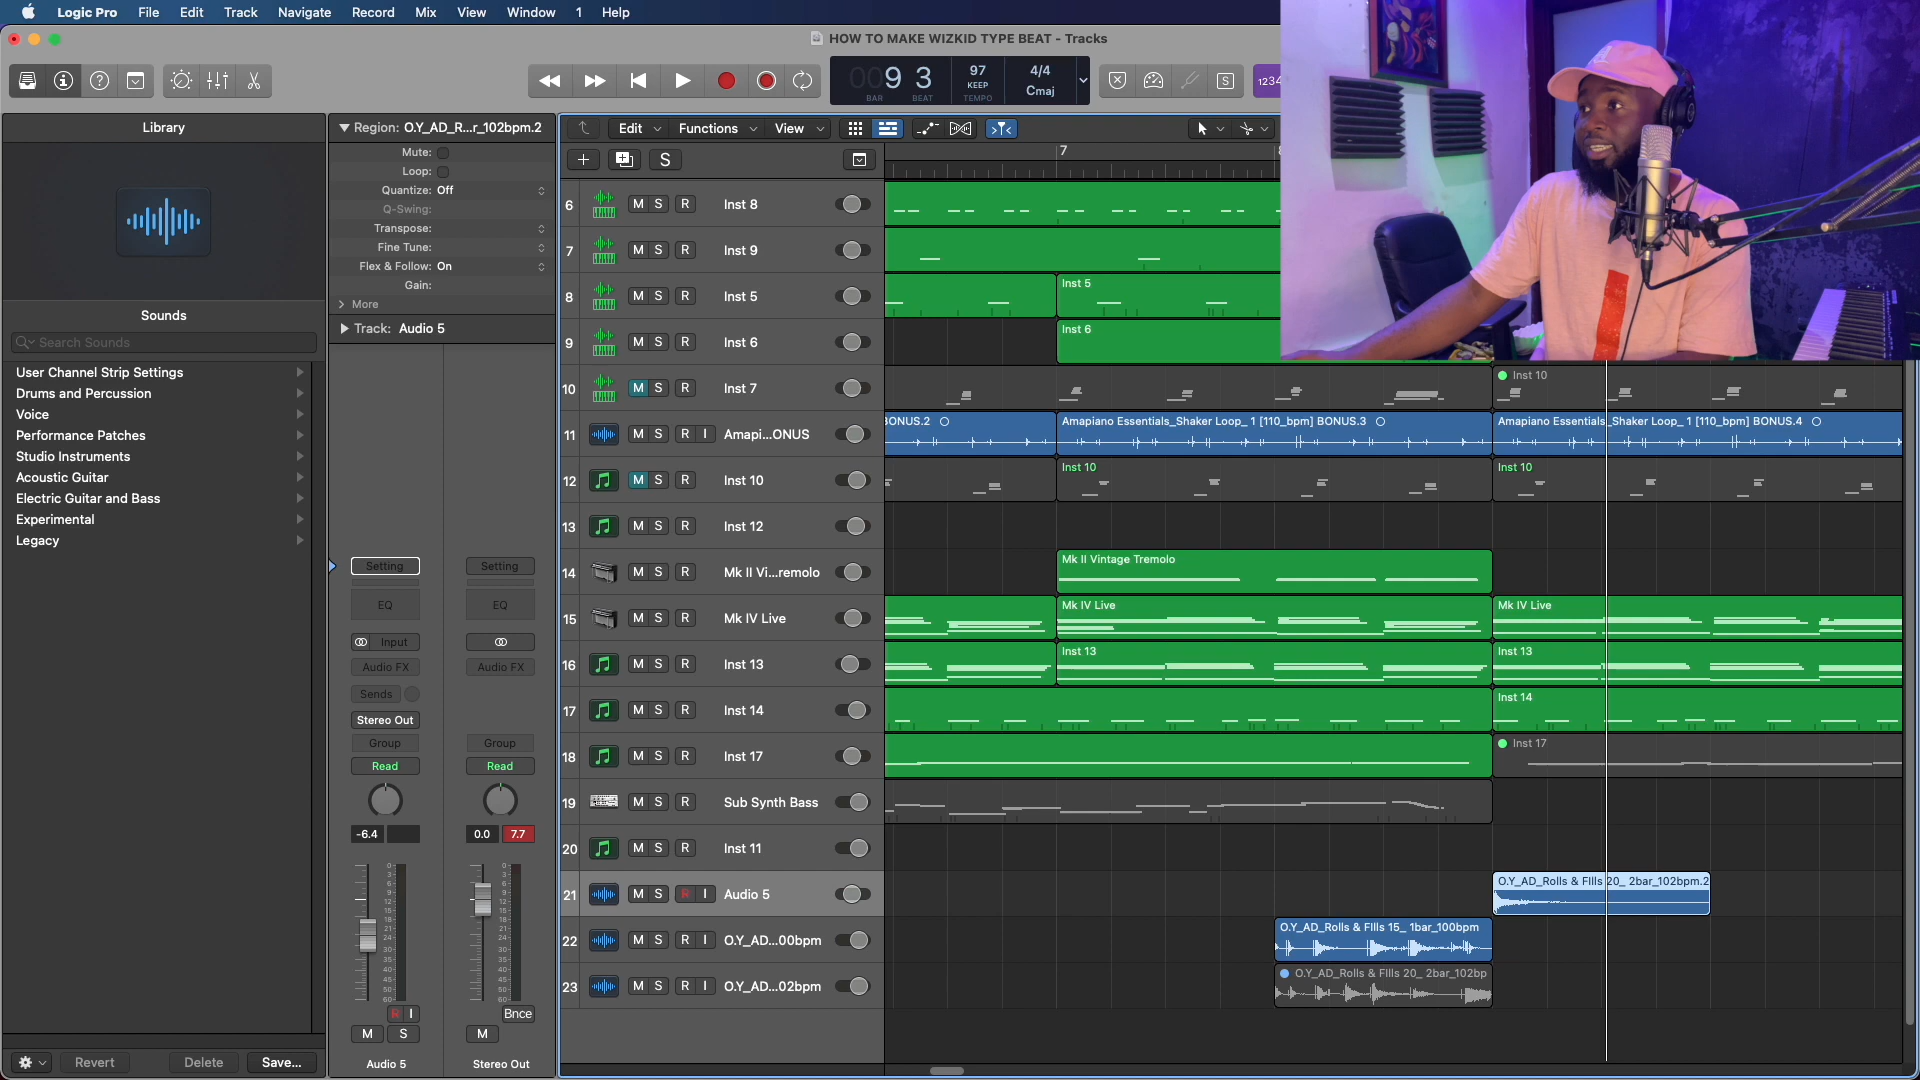 Logic Pro File Edit Track Navigate Record Mix View Window 1 Help
HOW TO MAKE WIZKID TYPE BEAT - Tracks
009 3 97 4/4
KEEP Cmaj
BAR BEAT TEMPO
S 1234
Library
Sounds
Search Sounds
User Channel Strip Settings
Drums and Percussion
Voice
Performance Patches
Studio Instruments
Acoustic Guitar
Electric Guitar and Bass
Experimental
Legacy
Revert Delete Save...
Region: O.Y_AD_R...r_102bpm.2
Mute:
Loop:
Quantize: Off
Q-Swing:
Transpose:
Fine Tune:
Flex & Follow: On
Gain:
More
Track: Audio 5
Setting Setting
EQ EQ
Input
Audio FX Audio FX
Sends
Stereo Out
Group Group
Read Read
-6.4 0.0 7.7
R I Bnce
M S M
Audio 5 Stereo Out
Edit Functions View
S
7 8
6 M S R Inst 8
7 M S R Inst 9
8 M S R Inst 5
Inst 5
9 M S R Inst 6
Inst 6
10 M S R Inst 7
Inst 10
11 M S R I Amapi...ONUS
BONUS.2
Amapiano Essentials_Shaker Loop_ 1 [110_bpm] BONUS.3
Amapiano Essentials_Shaker Loop_ 1 [110_bpm] BONUS.4
12 M S R Inst 10
Inst 10 Inst 10
13 M S R Inst 12
14 M S R Mk II Vi...remolo
Mk II Vintage Tremolo
15 M S R Mk IV Live
Mk IV Live Mk IV Live
16 M S R Inst 13
Inst 13 Inst 13
17 M S R Inst 14
Inst 14
18 M S R Inst 17
Inst 17
19 M S R Sub Synth Bass
20 M S R Inst 11
21 M S R I Audio 5
O.Y_AD_Rolls & FIlls 20_ 2bar_102bpm.2
22 M S R I O.Y_AD...00bpm
O.Y_AD_Rolls & FIlls 15_ 1bar_100bpm
23 M S R I O.Y_AD...02bpm
O.Y_AD_Rolls & FIlls 20_ 2bar_102bp